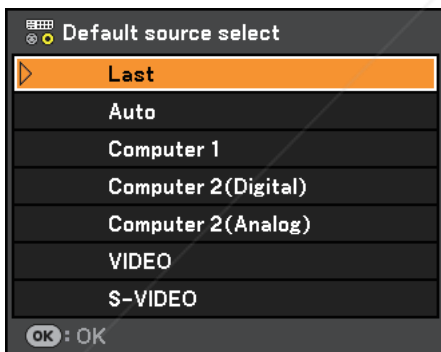 Default source select
Last
Auto
Computer 1
Computer 2(Digital)
Computer 2(Analog)
VIDEO
S-VIDEO
OK : OK